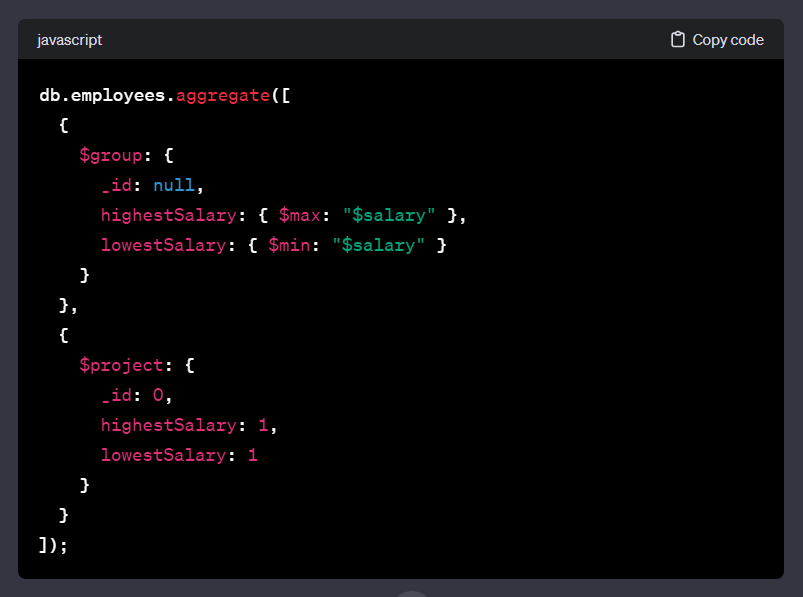 javascript
Copy code
db.employees.aggregate([
  {
    $group: {
      _id: null,
      highestSalary: { $max: "$salary" },
      lowestSalary: { $min: "$salary" }
    }
  },
  {
    $project: {
      _id: 0,
      highestSalary: 1,
      lowestSalary: 1
    }
  }
]);